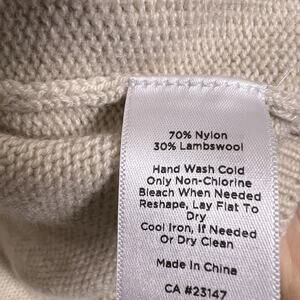 70% Nylon
30% Lambswool
Hand Wash Cold
Only Non-Chlorine
Bleach When Needed
Reshape, Lay Flat To
Dry
Cool Iron, If Needed
Or Dry Clean
Made In China
CA #23147